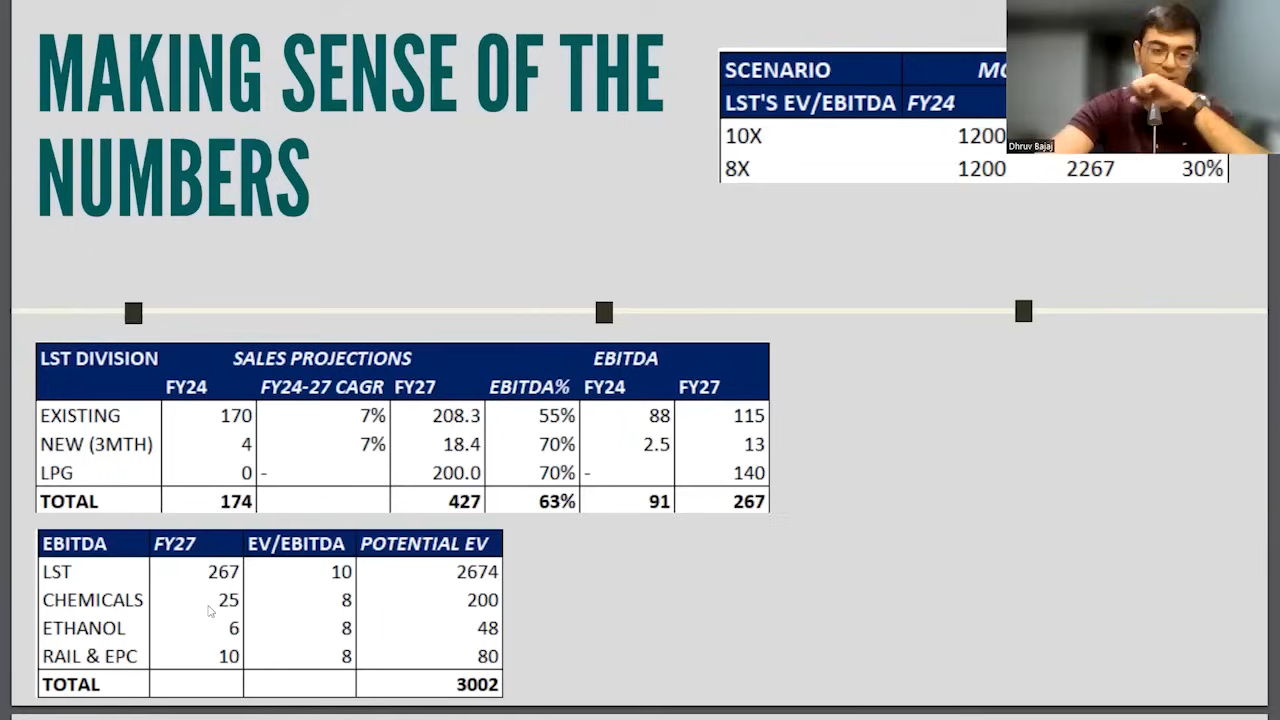 MAKING SENSE OF THE
NUMBERS
SCENARIO
LST'S EV/EBITDA FY24
10X 1200
8X 1200 2267 30%
Dhruv Bajaj
LST DIVISION SALES PROJECTIONS EBITDA
FY24 FY24-27 CAGR FY27 EBITDA% FY24 FY27
EXISTING 170 7% 208.3 55% 88 115
NEW (3MTH) 4 7% 18.4 70% 2.5 13
LPG 0 - 200.0 70% - 140
TOTAL 174 427 63% 91 267
EBITDA FY27 EV/EBITDA POTENTIAL EV
LST 267 10 2674
CHEMICALS 25 8 200
ETHANOL 6 8 48
RAIL & EPC 10 8 80
TOTAL 3002